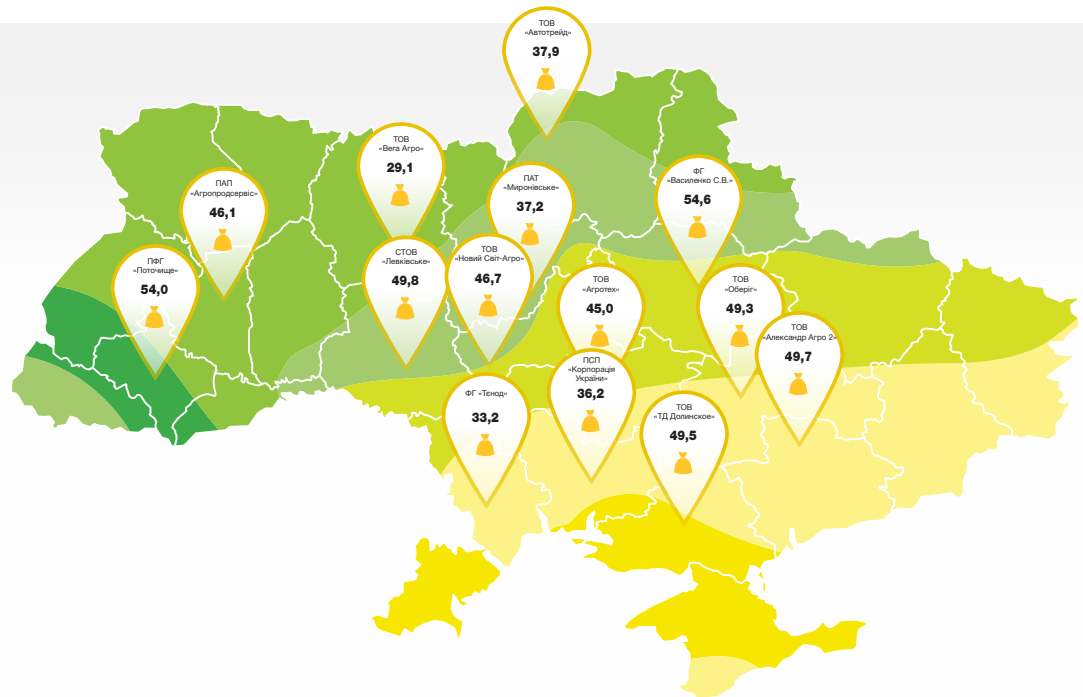 ТОВ
«Автотрейд»
37,9
ТОВ
«Вега Агро»
29,1
ПАТ
«Миронівське»
37,2
ФГ
«Василенко С.В.»
54,6
ПАП
«Агропродсервіс»
46,1
ПФГ
«Поточище»
54,0
СТОВ
«Левківське»
49,8
ТОВ
«Новий Світ-Агро»
46,7
ТОВ
«Агротех»
45,0
ТОВ
«Оберіг»
49,3
ТОВ
«Александр Агро 2»
49,7
ФГ «Тєнод»
33,2
ПСП
«Корпорація
України»
36,2
ТОВ
«ТД Долинское»
49,5